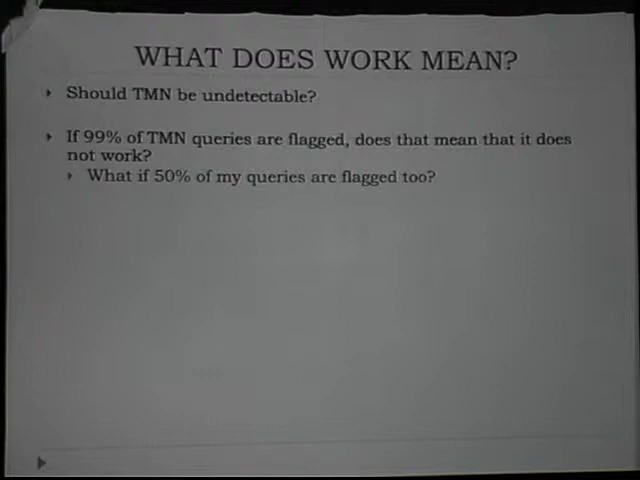 WHAT DOES WORK MEAN?
Should TMN be undetectable?
If 99% of TMN queries are flagged, does that mean that it does
not work?
What if 50% of my queries are flagged too?